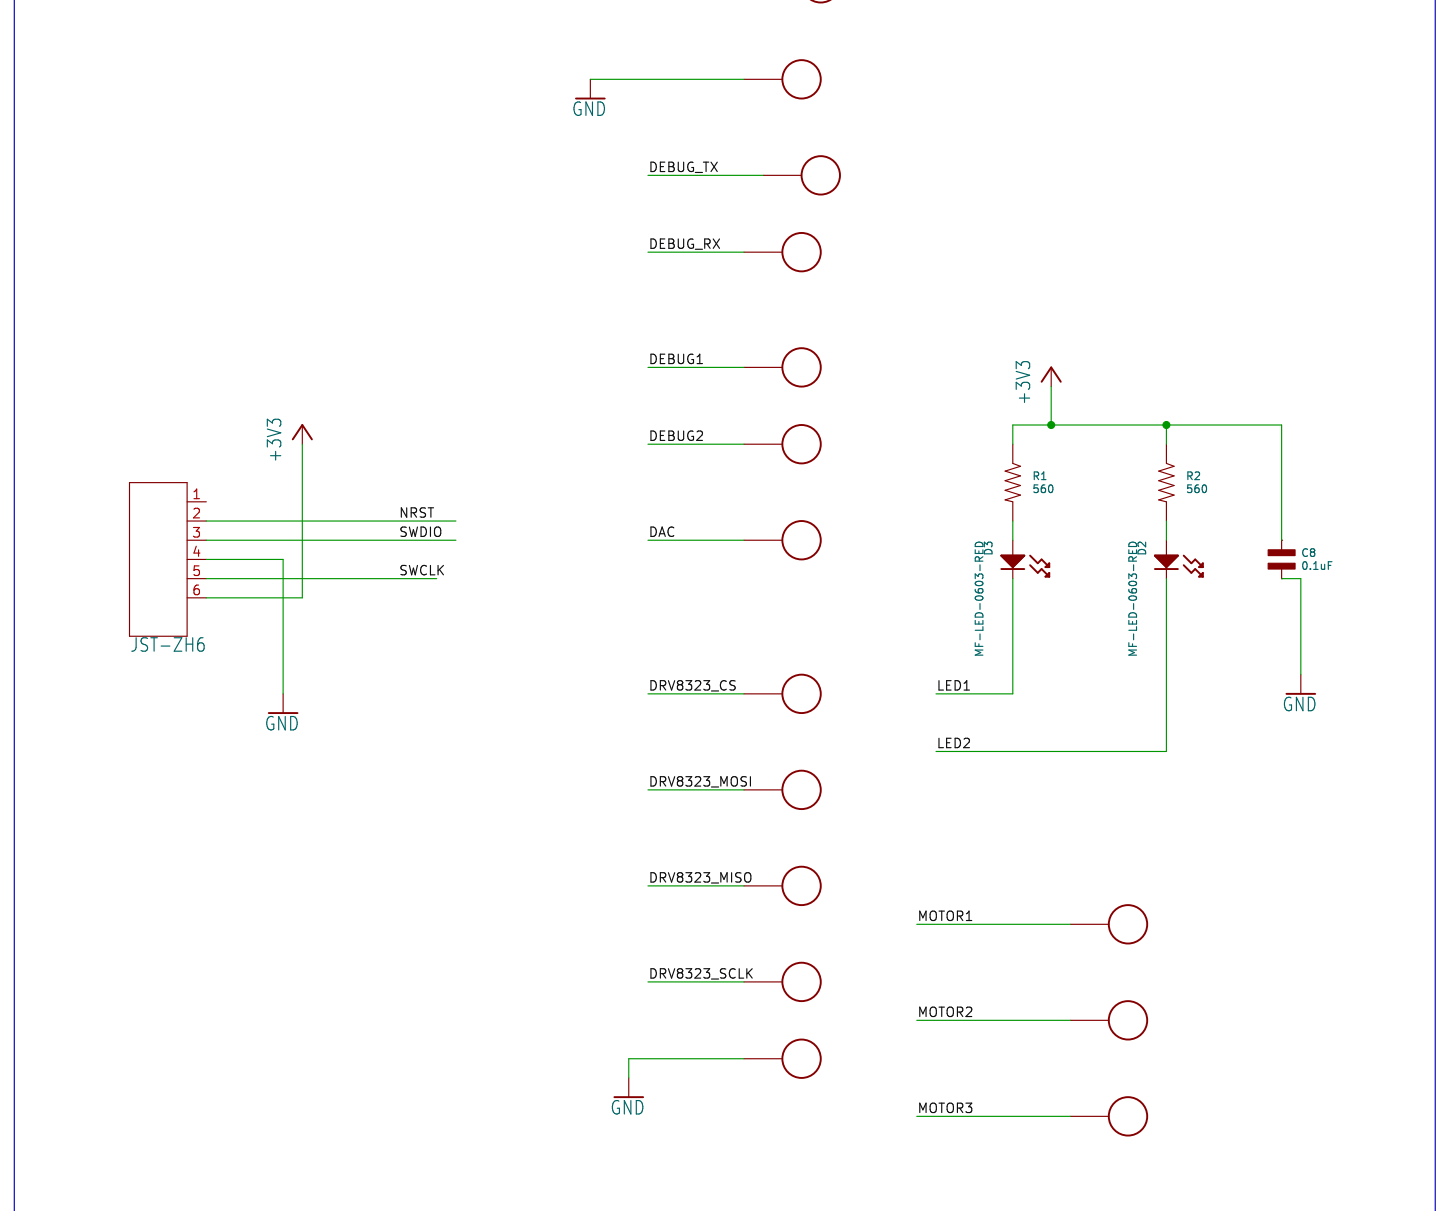 GND
DEBUG_TX
DEBUG_RX
DEBUG1
DEBUG2
DAC
DRV8323_CS
DRV8323_MOSI
DRV8323_MISO
DRV8323_SCLK
GND
+3V3
1
2
3
4
5
6
NRST
SWDIO
SWCLK
JST-ZH6
GND
+3V3
R1
560
R2
560
D3
MF-LED-0603-RED
D2
MF-LED-0603-RED
C8
0.1uF
LED1
LED2
GND
MOTOR1
MOTOR2
MOTOR3